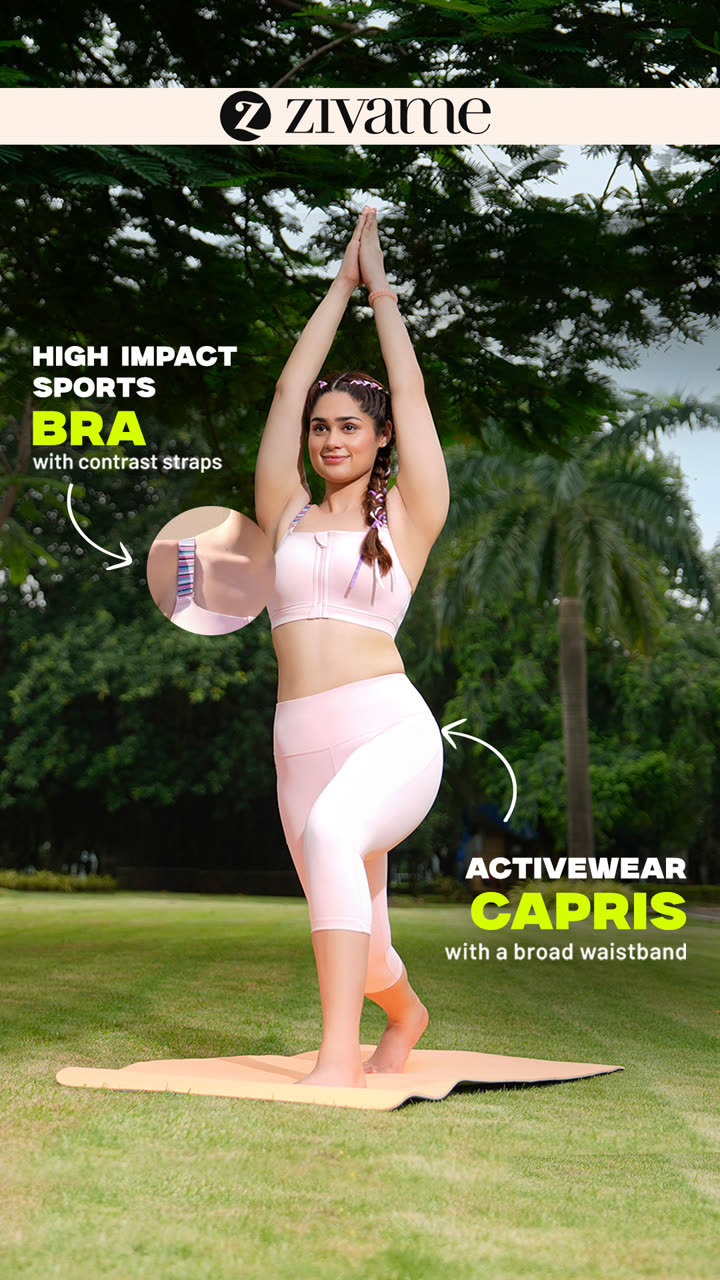 zivame
HIGH IMPACT
SPORTS
BRA
with contrast straps
ACTIVEWEAR
CAPRIS
with a broad waistband